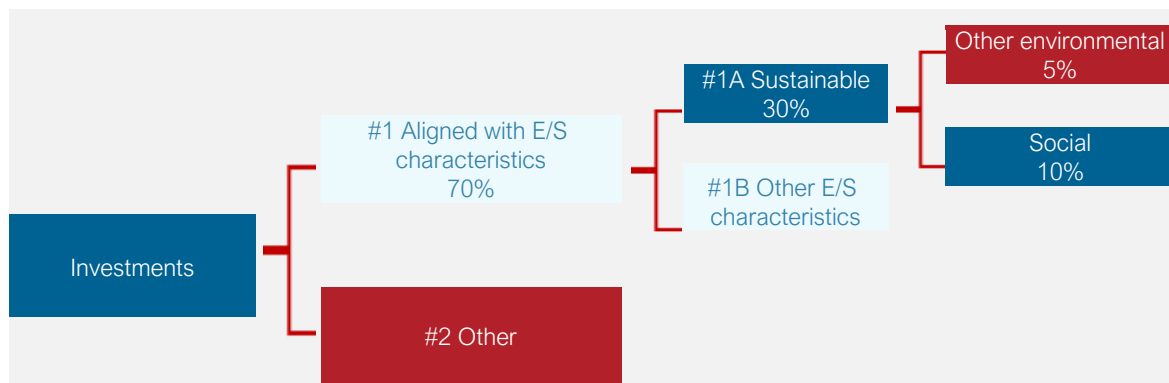 Investments
#1 Aligned with E/S
characteristics
70%
#2 Other
#1A Sustainable
30%
#1B Other E/S
characteristics
Other environmental
5%
Social
10%